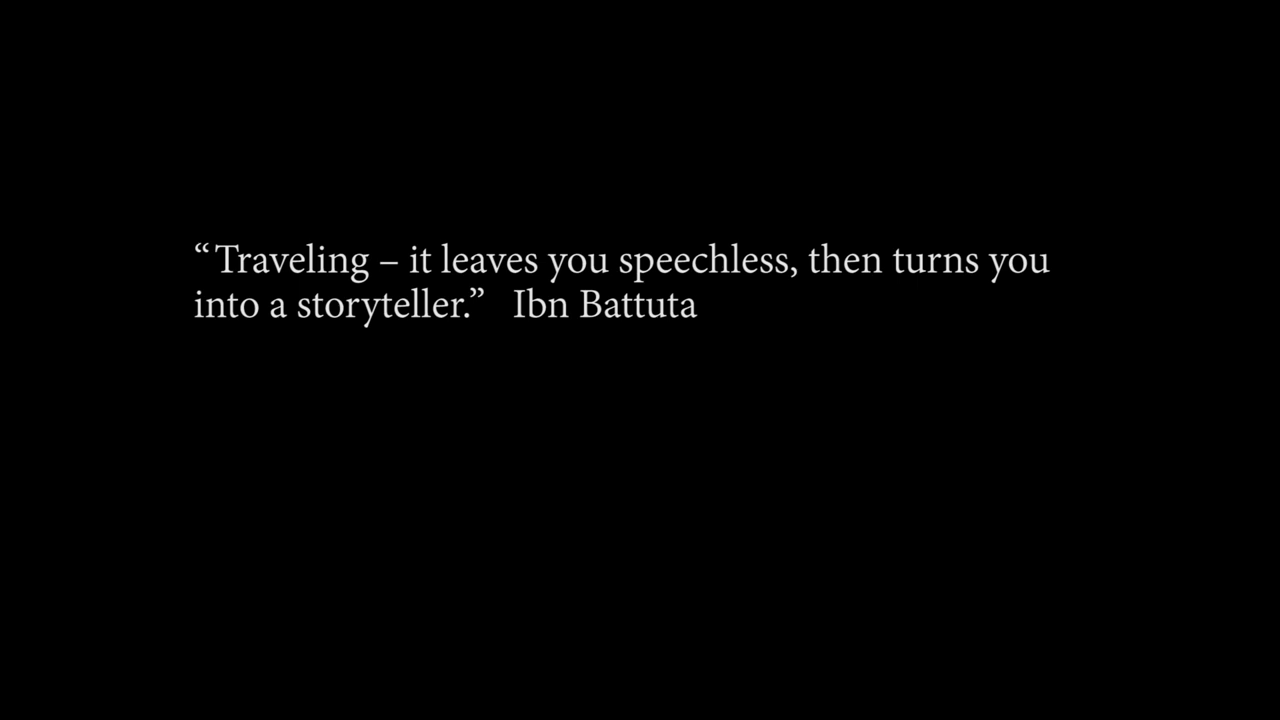 “Traveling – it leaves you speechless, then turns you
into a storyteller.” Ibn Battuta